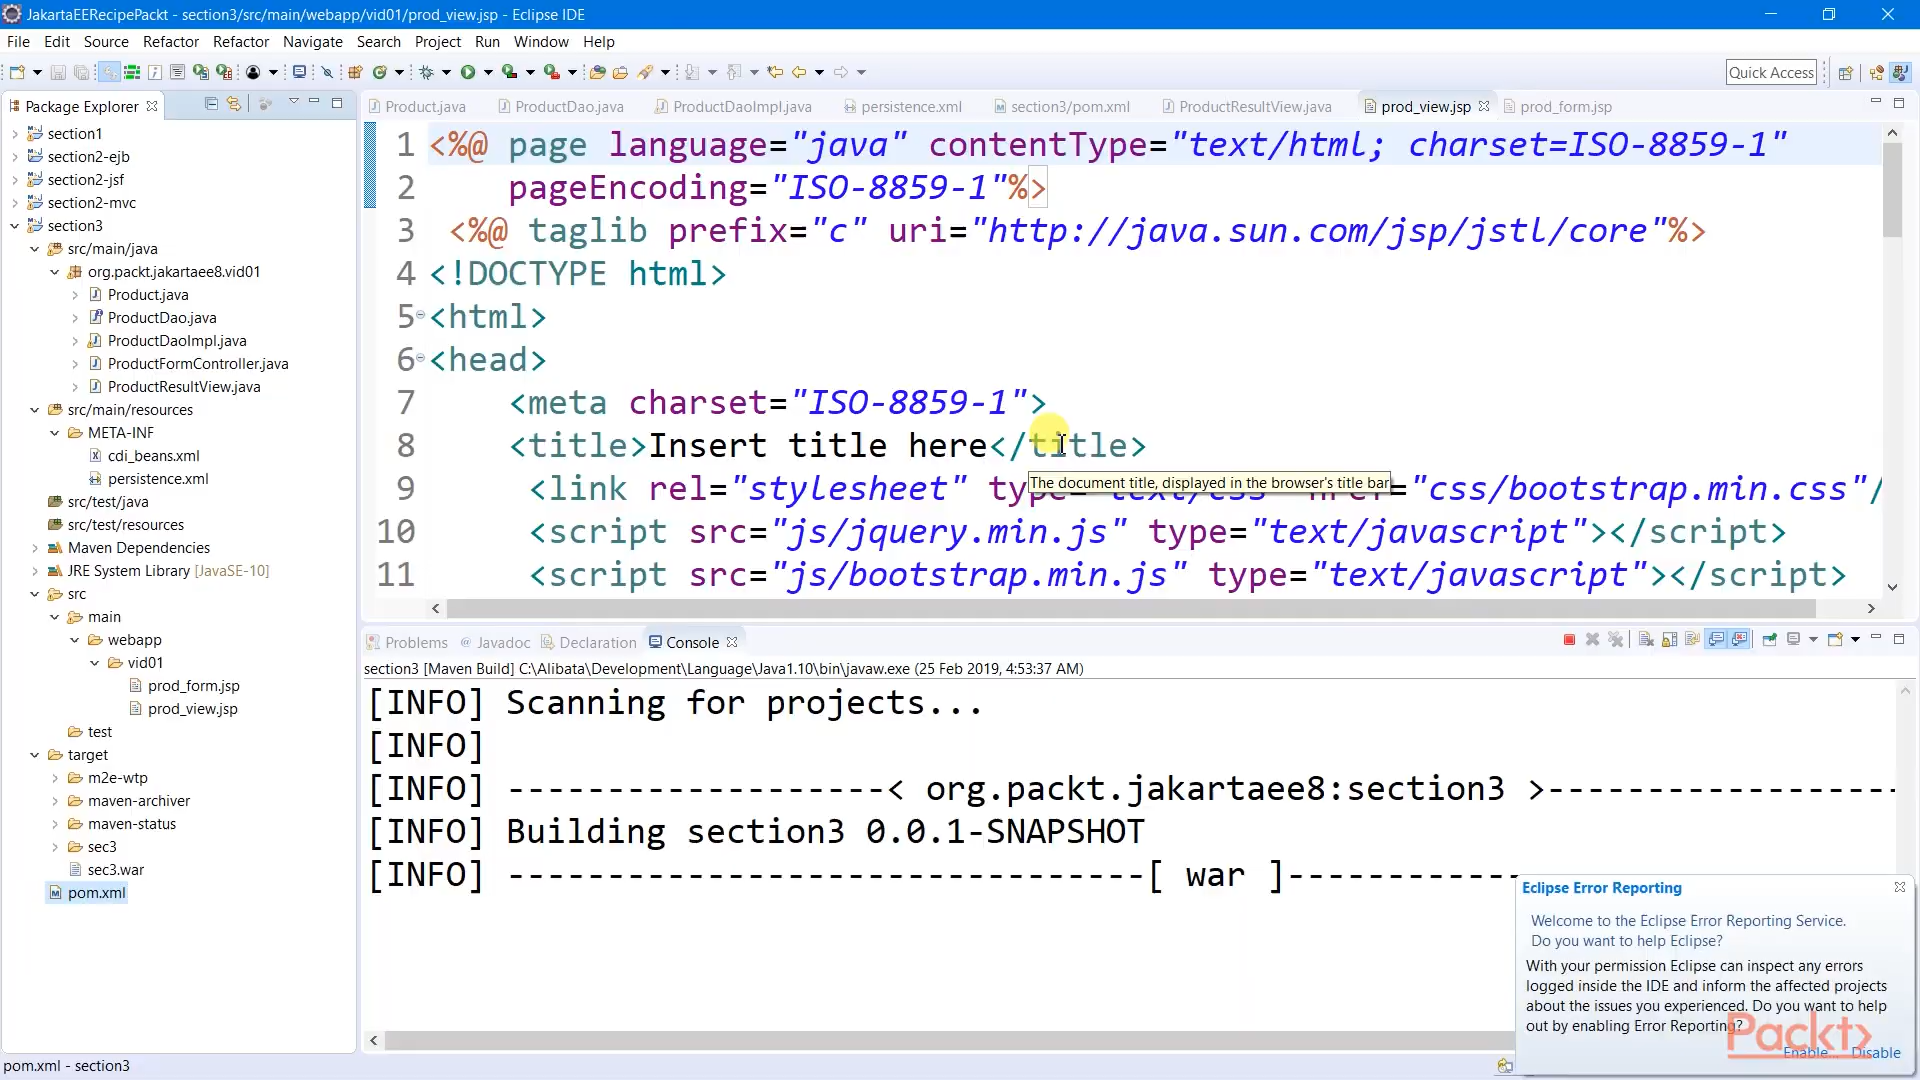 JakartaEERecipePackt - section3/src/main/webapp/vid01/prod_view.jsp - Eclipse IDE
File Edit Source Refactor Refactor Navigate Search Project Run Window Help
Quick Access
Package Explorer
section1
section2-ejb
section2-jsf
section2-mvc
section3
src/main/java
org.packt.jakartaee8.vid01
Product.java
ProductDao.java
ProductDaoImpl.java
ProductFormController.java
ProductResultView.java
src/main/resources
META-INF
cdi_beans.xml
persistence.xml
src/test/java
src/test/resources
Maven Dependencies
JRE System Library [JavaSE-10]
src
main
webapp
vid01
prod_form.jsp
prod_view.jsp
test
target
m2e-wtp
maven-archiver
maven-status
sec3
sec3.war
pom.xml
Product.java ProductDao.java ProductDaoImpl.java persistence.xml section3/pom.xml ProductResultView.java prod_view.jsp prod_form.jsp
1 <%@ page language="java" contentType="text/html; charset=ISO-8859-1"
2 pageEncoding="ISO-8859-1"%>
3 <%@ taglib prefix="c" uri="http://java.sun.com/jsp/jstl/core"%>
4 <!DOCTYPE html>
5 <html>
6 <head>
7 <meta charset="ISO-8859-1">
8 <title>Insert title here</title>
The document title, displayed in the browser's title bar
9 <link rel="stylesheet" type="text/css" href="css/bootstrap.min.css"/
10 <script src="js/jquery.min.js" type="text/javascript"></script>
11 <script src="js/bootstrap.min.js" type="text/javascript"></script>
Problems @ Javadoc Declaration Console
section3 [Maven Build] C:\Alibata\Development\Language\Java1.10\bin\javaw.exe (25 Feb 2019, 4:53:37 AM)
[INFO] Scanning for projects...
[INFO]
[INFO] -------------------< org.packt.jakartaee8:section3 >------------------
[INFO] Building section3 0.0.1-SNAPSHOT
[INFO] --------------------------------[ war ]------------
Eclipse Error Reporting
Welcome to the Eclipse Error Reporting Service.
Do you want to help Eclipse?
With your permission Eclipse can inspect any errors
logged inside the IDE and inform the affected projects
about the issues you experienced. Do you want to help
out by enabling Error Reporting?
Enable... Disable
Packt
pom.xml - section3